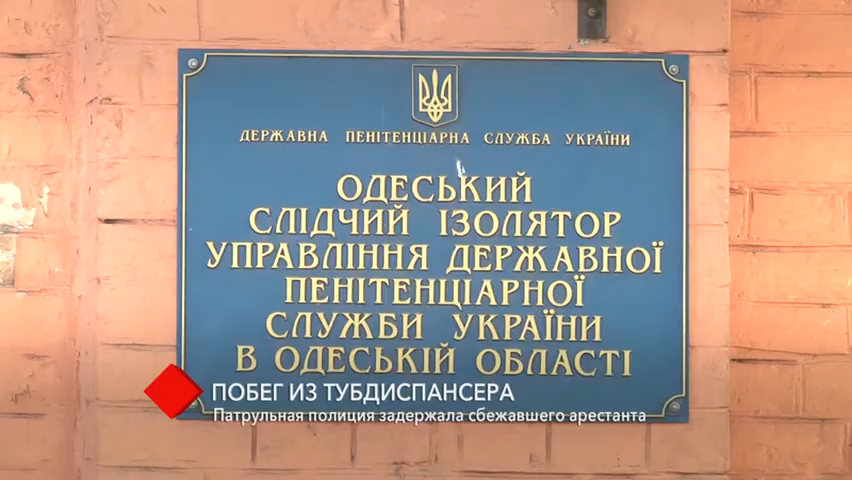 ДЕРЖАВНА ПЕНІТЕНЦІАРНА СЛУЖБА УКРАЇНИ
ОДЕСЬКИЙ
СЛІДЧИЙ ІЗОЛЯТОР
УПРАВЛІННЯ ДЕРЖАВНОЇ
ПЕНІТЕНЦІАРНОЇ
СЛУЖБИ УКРАЇНИ
В ОДЕСЬКІЙ ОБЛАСТІ
ПОБЕГ ИЗ ТУБДИСПАНСЕРА
Патрульная полиция задержала сбежавшего арестанта